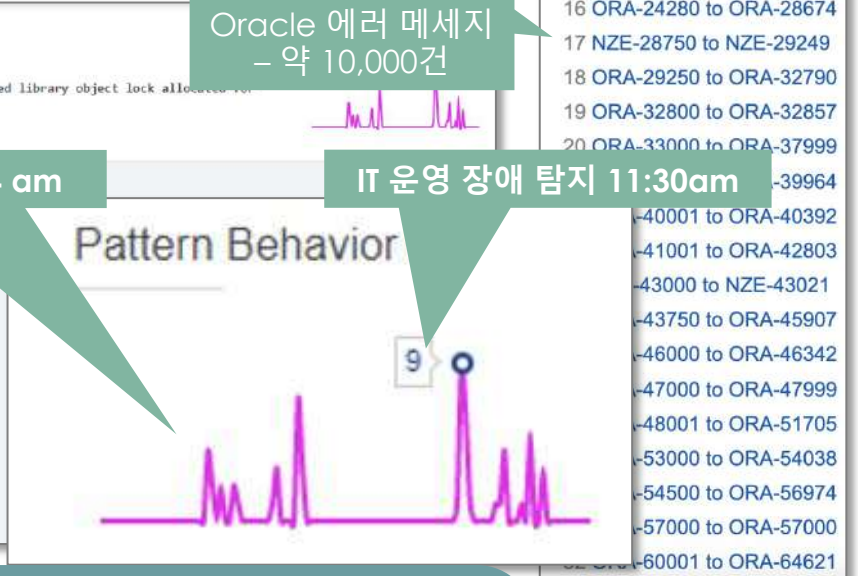 Oracle 에러 메세지
– 약 10,000건
ed library object lock allocated for
am
IT 운영 장애 탐지 11:30am
Pattern Behavior
9
16 ORA-24280 to ORA-28674
17 NZE-28750 to NZE-29249
18 ORA-29250 to ORA-32790
19 ORA-32800 to ORA-32857
20 ORA-33000 to ORA-37999
-39964
-40001 to ORA-40392
-41001 to ORA-42803
-43000 to NZE-43021
-43750 to ORA-45907
-46000 to ORA-46342
-47000 to ORA-47999
-48001 to ORA-51705
-53000 to ORA-54038
-54500 to ORA-56974
-57000 to ORA-57000
-60001 to ORA-64621